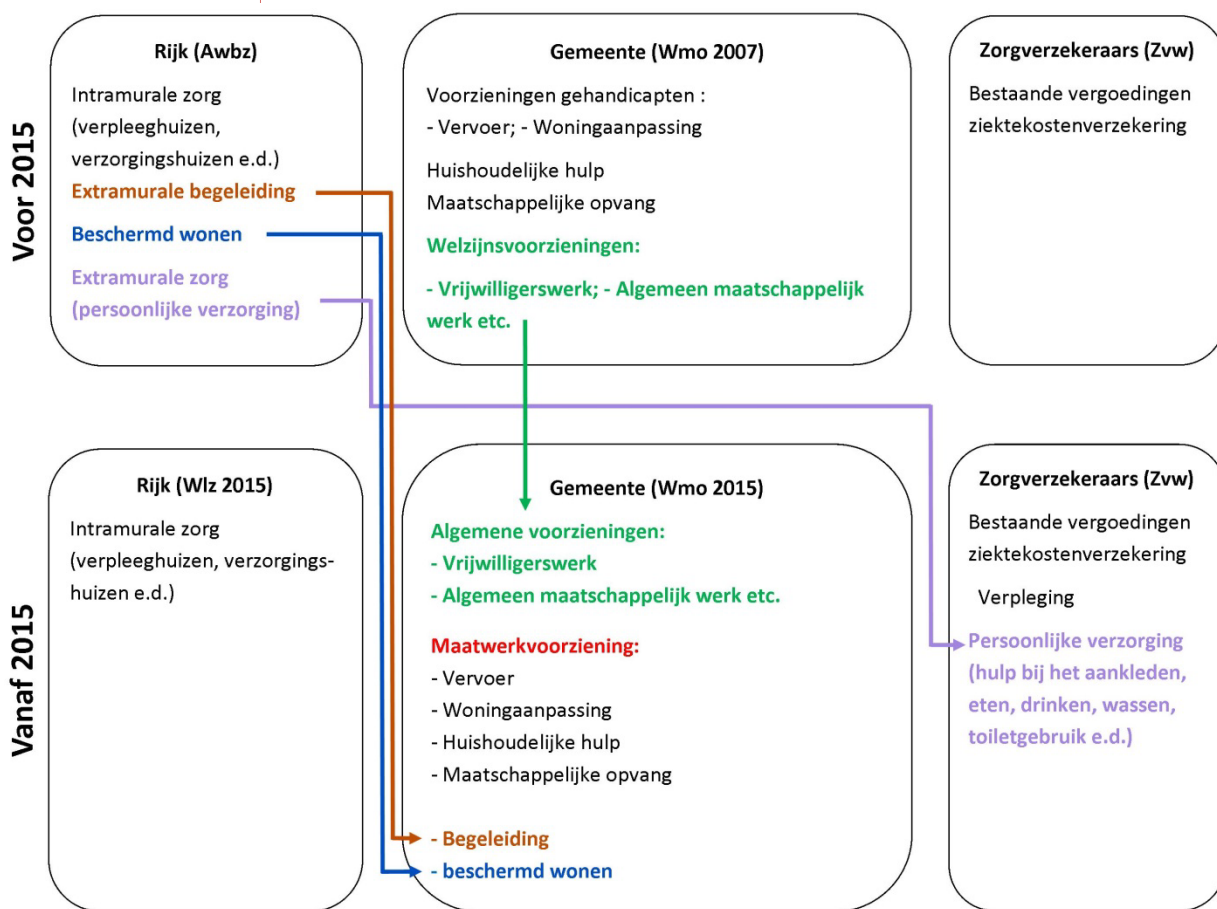 Voor 2015
Rijk (Awbz)
Intramurale zorg
(verpleeghuizen,
verzorgingshuizen e.d.)
Extramurale begeleiding
Beschermd wonen
Extramurale zorg
(persoonlijke verzorging)
Gemeente (Wmo 2007)
Voorzieningen gehandicapten :
- Vervoer; - Woningaanpassing
Huishoudelijke hulp
Maatschappelijke opvang
Welzijnsvoorzieningen:
- Vrijwilligerswerk; - Algemeen maatschappelijk
werk etc.
Zorgverzekeraars (Zvw)
Bestaande vergoedingen
ziektekostenverzekering
Vanaf 2015
Rijk (Wlz 2015)
Intramurale zorg
(verpleeghuizen, verzorgings-
huizen e.d.)
Gemeente (Wmo 2015)
Algemene voorzieningen:
- Vrijwilligerswerk
- Algemeen maatschappelijk werk etc.
Maatwerkvoorziening:
- Vervoer
- Woningaanpassing
- Huishoudelijke hulp
- Maatschappelijke opvang
- Begeleiding
- beschermd wonen
Zorgverzekeraars (Zvw)
Bestaande vergoedingen
ziektekostenverzekering
Verpleging
Persoonlijke verzorging
(hulp bij het aankleden,
eten, drinken, wassen,
toiletgebruik e.d.)